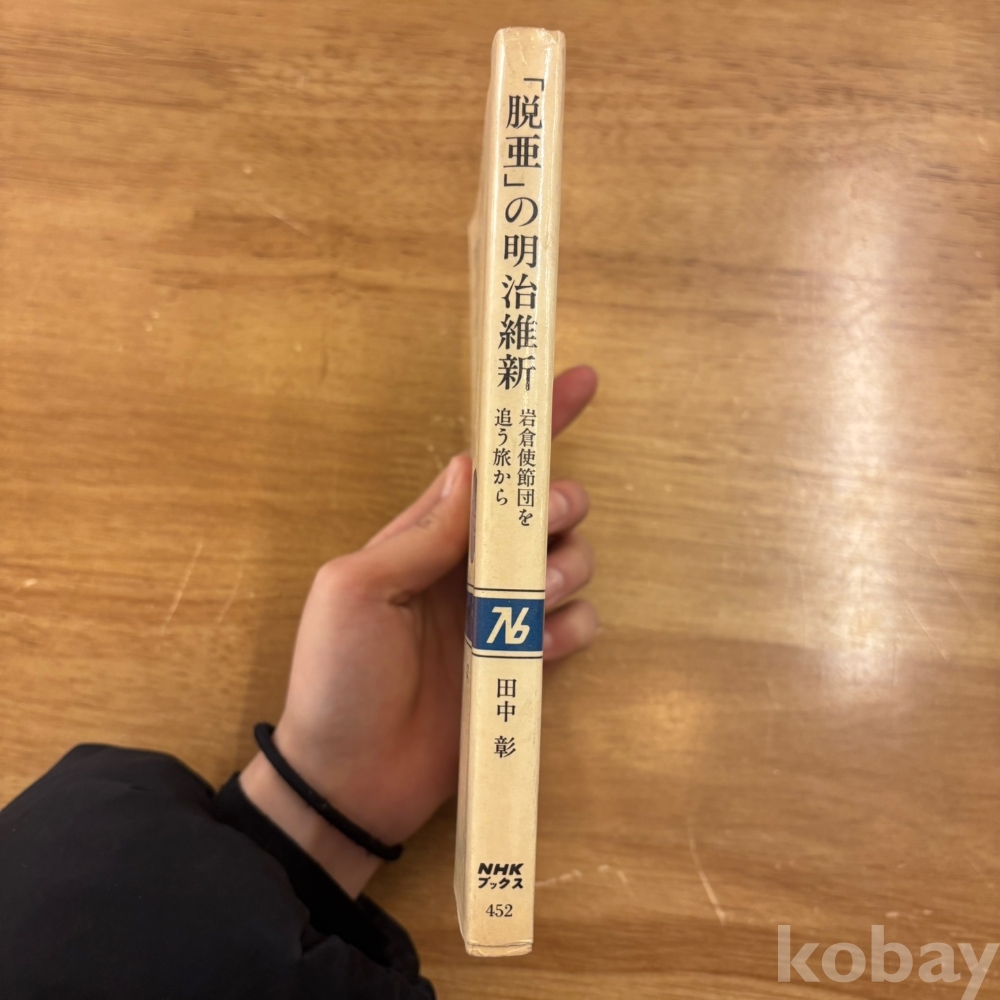 「脱亜」の明治維新
岩倉使節団を
追う旅から
76
田中 彰
NHK
ブックス
452
kobay